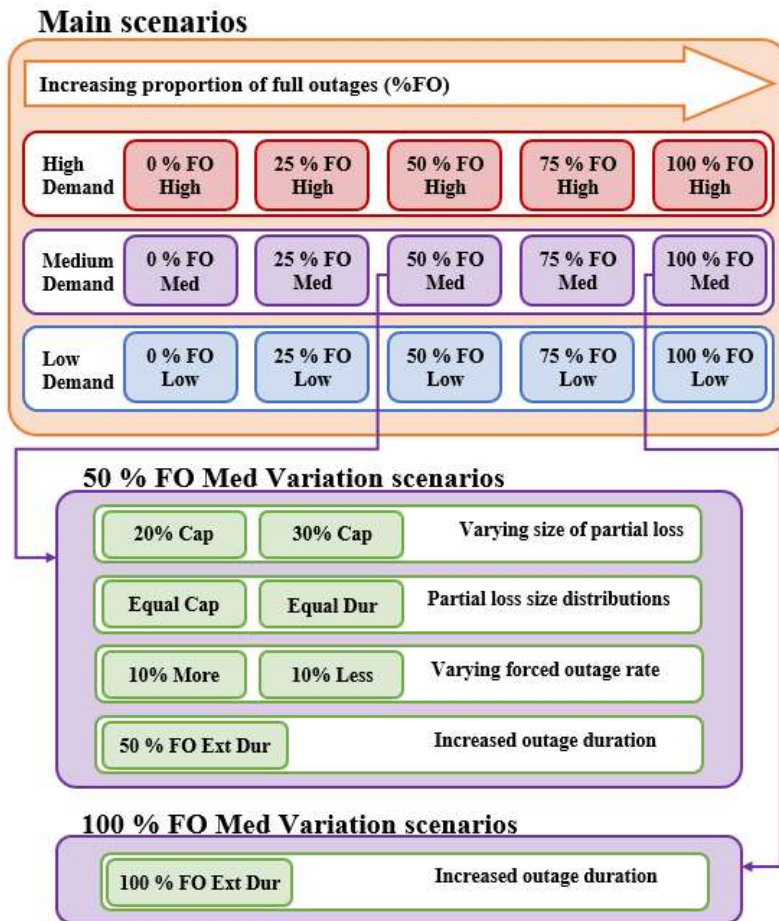 Main scenarios
Increasing proportion of full outages (%FO)
High
Demand
0 % FO
High
25 % FO
High
50 % FO
High
75 % FO
High
100 % FO
High
Medium
Demand
0 % FO
Med
25 % FO
Med
50 % FO
Med
75 % FO
Med
100 % FO
Med
Low
Demand
0 % FO
Low
25 % FO
Low
50 % FO
Low
75 % FO
Low
100 % FO
Low
50 % FO Med Variation scenarios
20% Cap
30% Cap
Varying size of partial loss
Equal Cap
Equal Dur
Partial loss size distributions
10% More
10% Less
Varying forced outage rate
50 % FO Ext Dur
Increased outage duration
100 % FO Med Variation scenarios
100 % FO Ext Dur
Increased outage duration